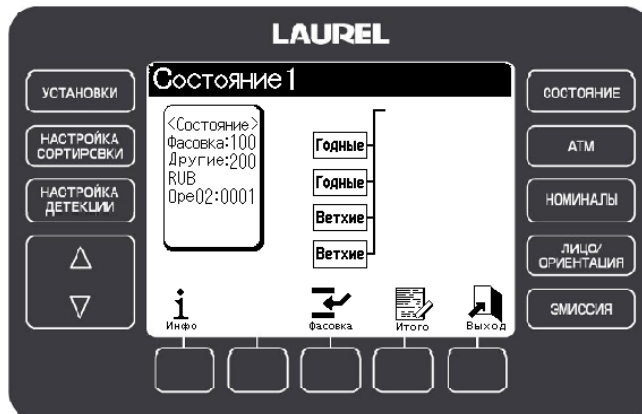 LAUREL
УСТАНОВКИ
НАСТРОЙКА
СОРТИРСВКИ
НАСТРОЙКА
ДЕТЕКЦИИ
Состояние1
<Состояние>
Фасовка:100
Другие:200
RUB
Ope02:0001
Годные
Годные
Ветхие
Ветхие
Инфо
Фасовка
Итого
Выход
СОСТОЯНИЕ
ATM
НОМИНАЛЫ
ЛИЦО/
ОРИЕНТАЦИЯ
ЭМИССИЯ